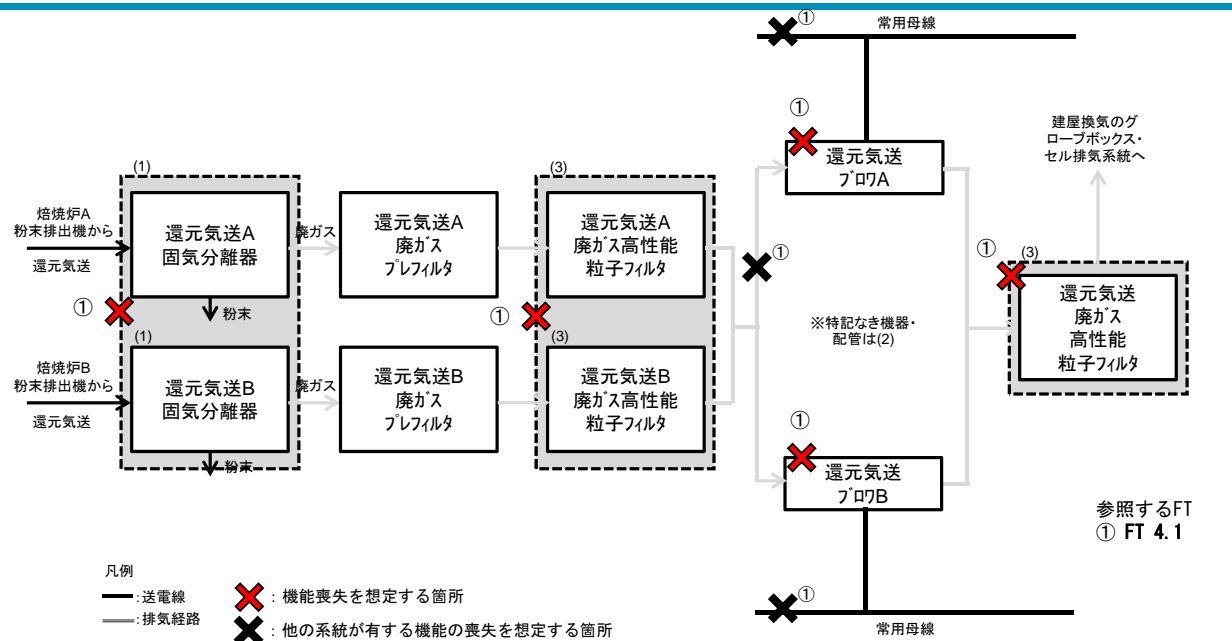 ①
常用母線
①
建屋換気のグ
ローブボックス・
セル排気系統へ
還元気送
ブロワA
(1)
(3)
焙焼炉A
粉末排出機から
還元気送
還元気送A
固気分離器
廃ガス
還元気送A
廃ガス
プレフィルタ
還元気送A
廃ガス高性能
粒子フィルタ
①
①
(3)
還元気送
廃ガス
高性能
粒子フィルタ
①
粉末
①
※特記なき機器・
配管は(2)
(1)
(3)
焙焼炉B
粉末排出機から
還元気送
還元気送B
固気分離器
廃ガス
還元気送B
廃ガス
プレフィルタ
還元気送B
廃ガス高性能
粒子フィルタ
粉末
①
還元気送
ブロワB
参照するFT
① FT 4.1
凡例
:送電線
:排気経路
: 機能喪失を想定する箇所
: 他の系統が有する機能の喪失を想定する箇所
①
常用母線